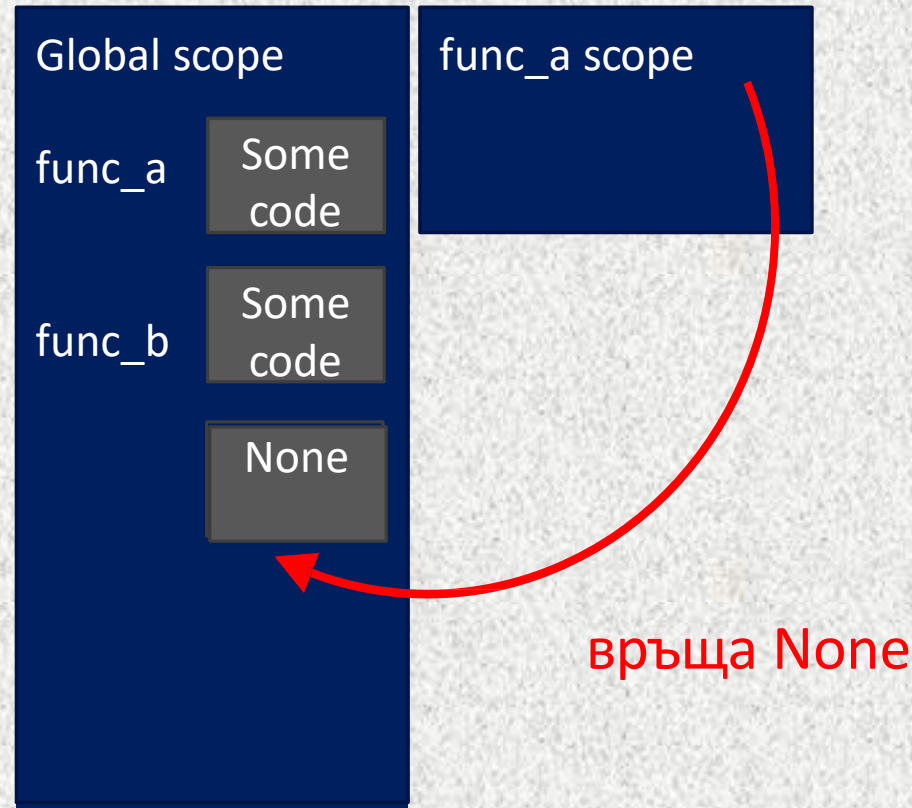 Global scope
func_a scope
func_a
Some
code
func_b
Some
code
None
връща None